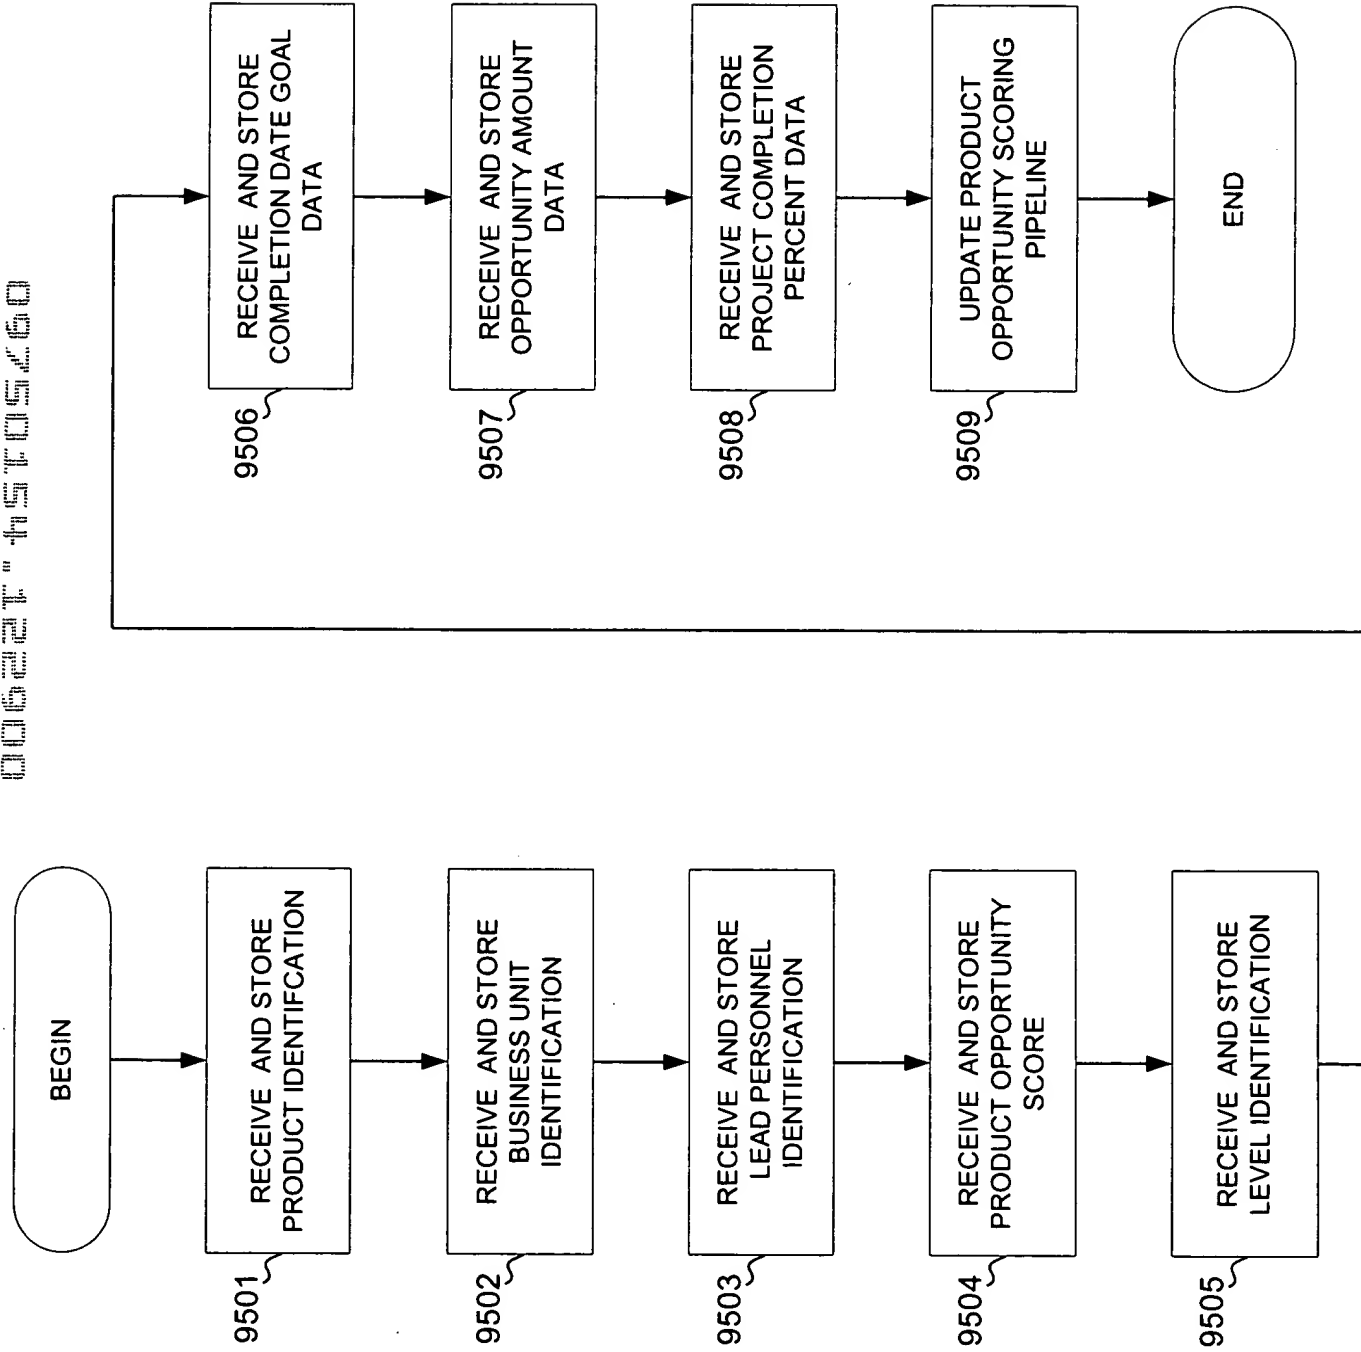 09750154.122900
BEGIN
RECEIVE AND STORE
PRODUCT IDENTIFCATION
9501
RECEIVE AND STORE
BUSINESS UNIT
IDENTIFICATION
9502
RECEIVE AND STORE
LEAD PERSONNEL
IDENTIFICATION
9503
RECEIVE AND STORE
PRODUCT OPPORTUNITY
SCORE
9504
RECEIVE AND STORE
LEVEL IDENTIFICATION
9505
RECEIVE AND STORE
COMPLETION DATE GOAL
DATA
9506
RECEIVE AND STORE
OPPORTUNITY AMOUNT
DATA
9507
RECEIVE AND STORE
PROJECT COMPLETION
PERCENT DATA
9508
UPDATE PRODUCT
OPPORTUNITY SCORING
PIPELINE
9509
END